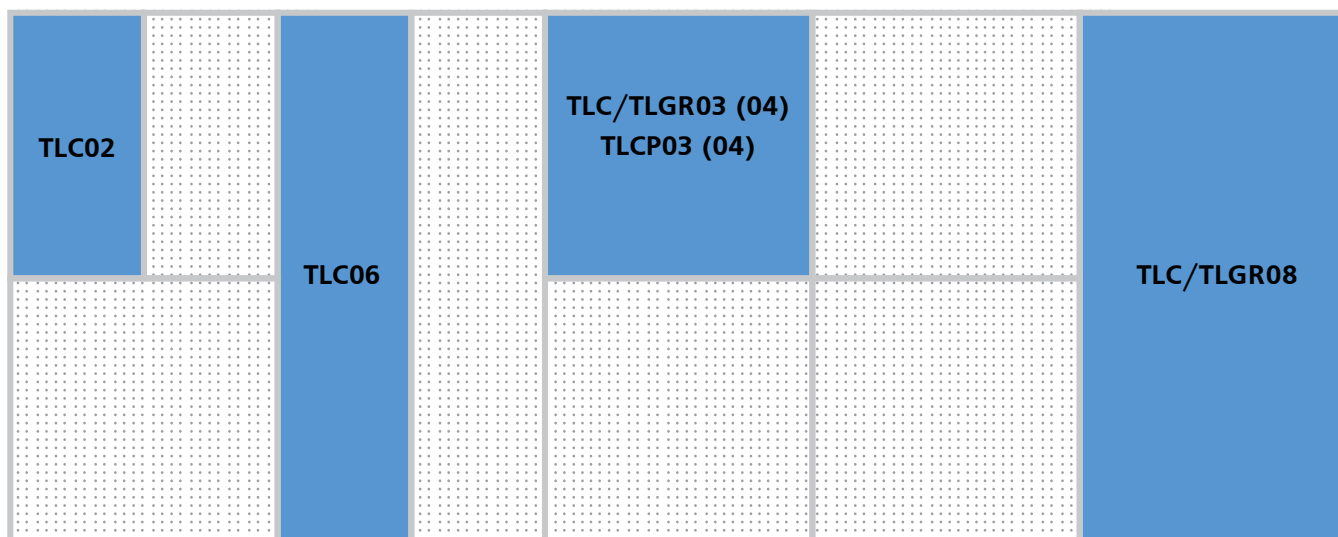 TLC02
TLC06
TLC/TLGR03 (04)
TLCP03 (04)
TLC/TLGR08